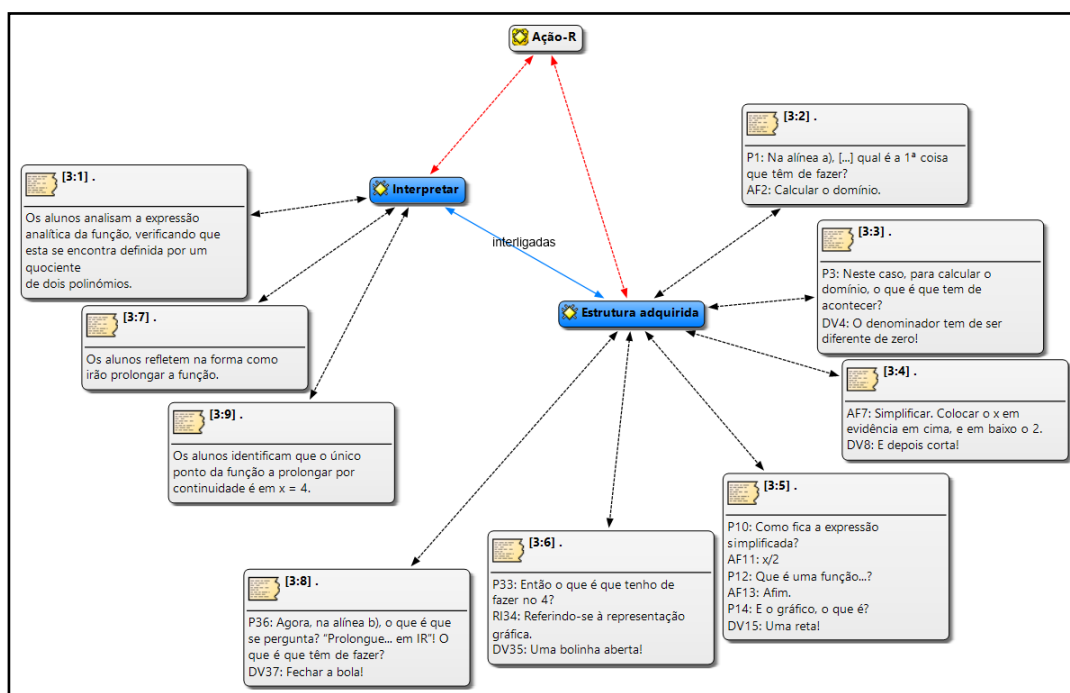 Ação-R
[3:2] .
P1: Na alínea a), [...] qual é a 1ª coisa
que têm de fazer?
AF2: Calcular o domínio.
[3:1] .
Os alunos analisam a expressão
analítica da função, verificando que
esta se encontra definida por um
quociente
de dois polinómios.
Interpretar
interligadas
[3:3] .
P3: Neste caso, para calcular o
domínio, o que é que tem de
acontecer?
DV4: O denominador tem de ser
diferente de zero!
Estrutura adquirida
[3:7] .
Os alunos refletem na forma como
irão prolongar a função.
[3:4] .
AF7: Simplificar. Colocar o x em
evidência em cima, e em baixo o 2.
DV8: E depois corta!
[3:9] .
Os alunos identificam que o único
ponto da função a prolongar por
continuidade é em x = 4.
[3:5] .
P10: Como fica a expressão
simplificada?
AF11: x/2
P12: Que é uma função...?
AF13: Afim.
P14: E o gráfico, o que é?
DV15: Uma reta!
[3:6] .
P33: Então o que é que tenho de
fazer no 4?
RI34: Referindo-se à representação
gráfica.
DV35: Uma bolinha aberta!
[3:8] .
P36: Agora, na alínea b), o que é que
se pergunta? "Prolongue... em IR"! O
que é que têm de fazer?
DV37: Fechar a bola!